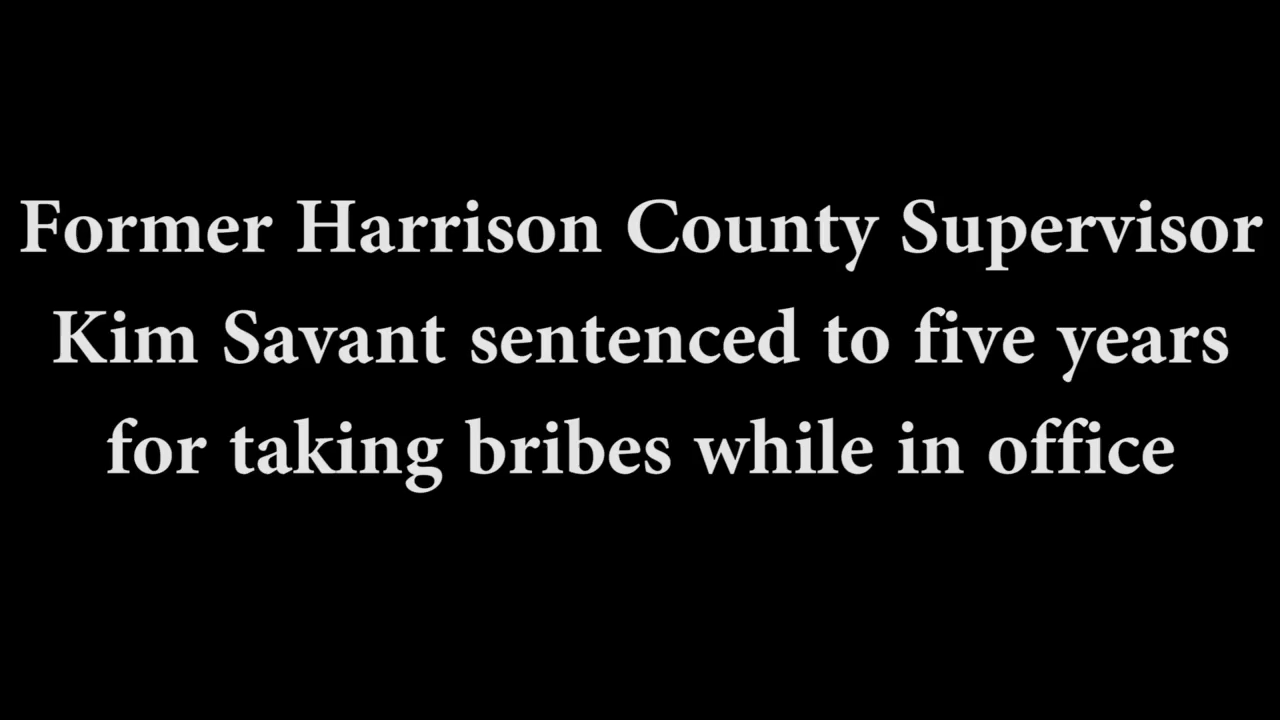 Former Harrison County Supervisor
Kim Savant sentenced to five years
for taking bribes while in office